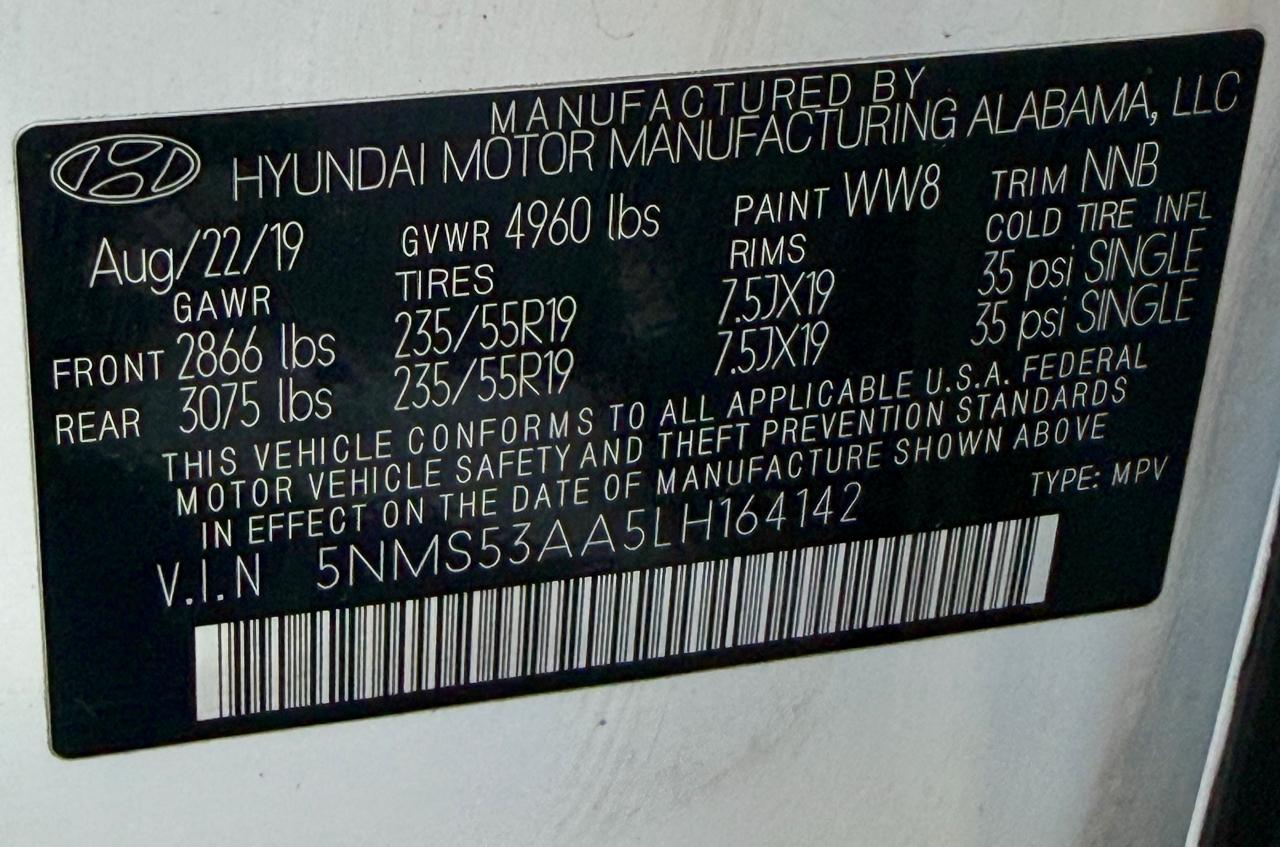 MANUFACTURED BY
HYUNDAI MOTOR MANUFACTURING ALABAMA, LLC
Aug/22/19 GVWR 4960 lbs PAINT WW8 TRIM NNB
GAWR TIRES RIMS COLD TIRE INFL
FRONT 2866 lbs 235/55R19 7.5JX19 35 psi SINGLE
REAR 3075 lbs 235/55R19 7.5JX19 35 psi SINGLE
THIS VEHICLE CONFORMS TO ALL APPLICABLE U.S.A. FEDERAL
MOTOR VEHICLE SAFETY AND THEFT PREVENTION STANDARDS
IN EFFECT ON THE DATE OF MANUFACTURE SHOWN ABOVE
V.I.N 5NMS53AA5LH164142 TYPE: MPV